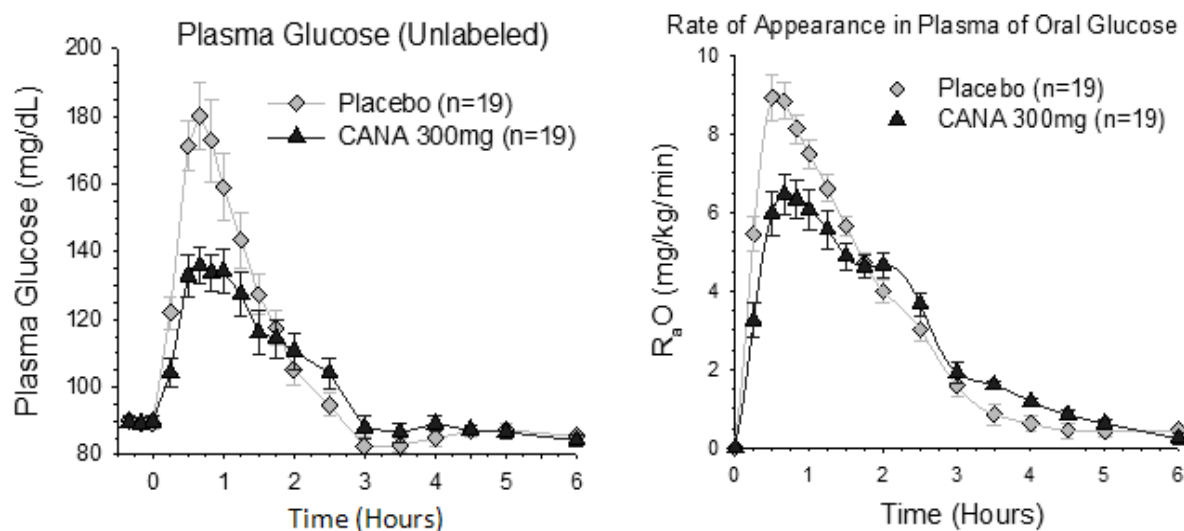 Plasma Glucose (Unlabeled)
Placebo (n=19)
CANA 300mg (n=19)
Plasma Glucose (mg/dL)
200
180
160
140
120
100
80
0
1
2
3
4
5
6
Time (Hours)
Rate of Appearance in Plasma of Oral Glucose
Placebo (n=19)
CANA 300mg (n=19)
RₐO (mg/kg/min)
10
8
6
4
2
0
0
1
2
3
4
5
6
Time (Hours)